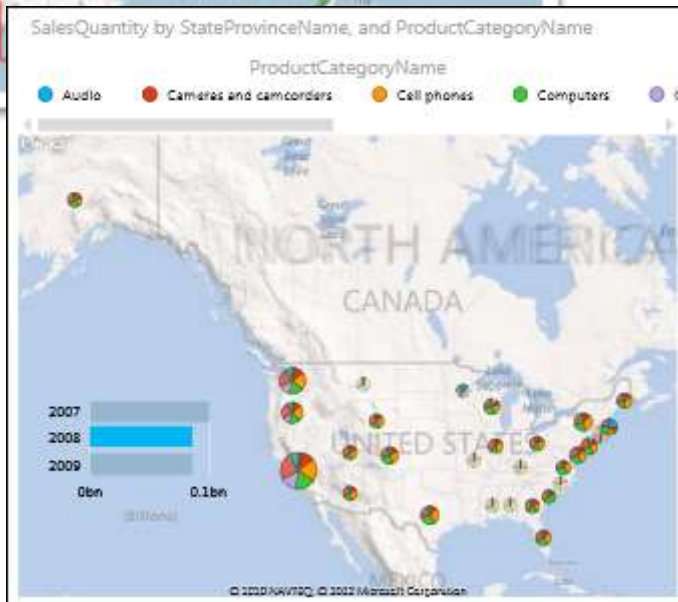 SalesQuantity by StateProvinceName, and ProductCategoryName
ProductCategoryName
Audio
Cameras and camcorders
Cell phones
Computers
NORTH AMERICA
CANADA
UNITED STATES
MEXICO
2007
2008
2009
0bn 0.1bn
(Billions)
© 2010 NAVTEQ, © 2012 Microsoft Corporation